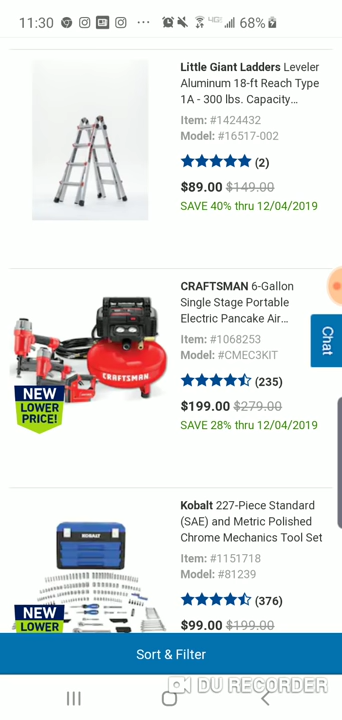 11:30 68%
Little Giant Ladders Leveler
Aluminum 18-ft Reach Type
1A - 300 lbs. Capacity...
Item: #1424432
Model: #16517-002
(2)
$89.00 $149.00
SAVE 40% thru 12/04/2019
CRAFTSMAN 6-Gallon
Single Stage Portable
Electric Pancake Air...
Item: #1068253
Model: #CMEC3KIT
(235)
$199.00 $279.00
SAVE 28% thru 12/04/2019
CRAFTSMAN
NEW
LOWER
PRICE!
Chat
Kobalt 227-Piece Standard
(SAE) and Metric Polished
Chrome Mechanics Tool Set
Item: #1151718
Model: #81239
(376)
$99.00 $199.00
KOBALT
NEW
LOWER
Sort & Filter
DU RECORDER